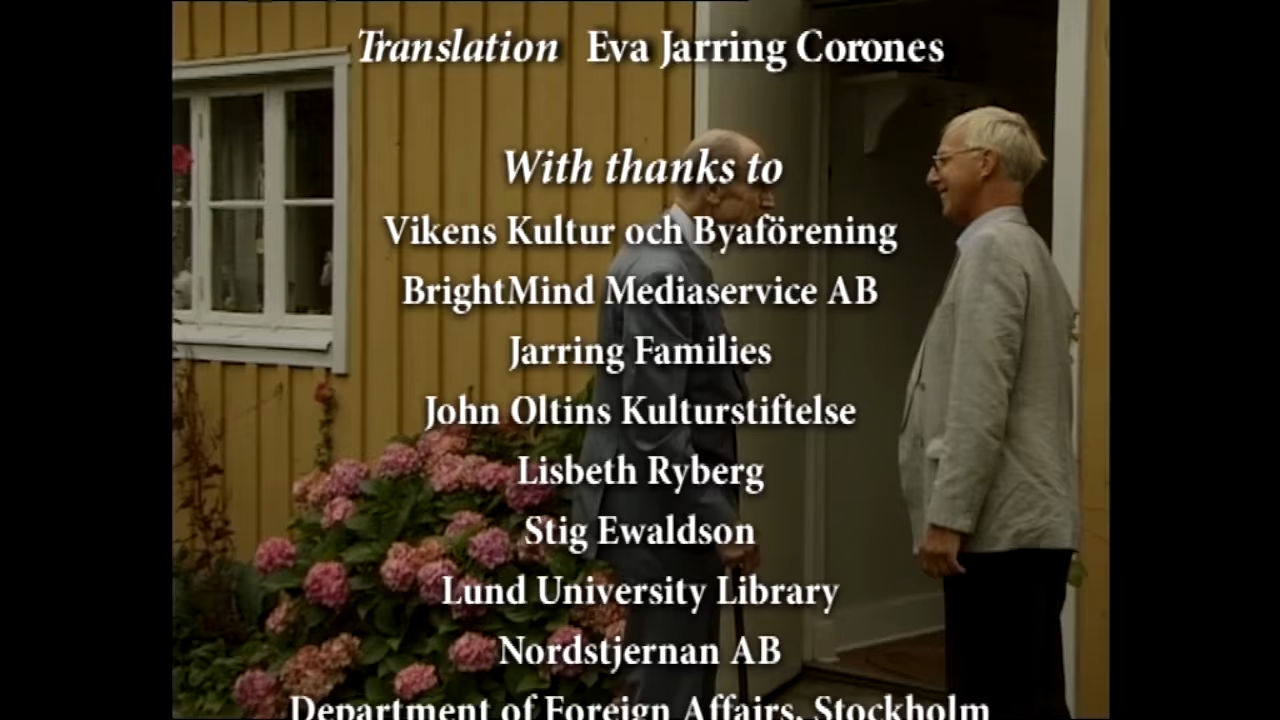 Translation Eva Jarring Corones
With thanks to
Vikens Kultur och Byaförening
BrightMind Mediaservice AB
Jarring Families
John Oltins Kulturstiftelse
Lisbeth Ryberg
Stig Ewaldson
Lund University Library
Nordstjernan AB
Department of Foreign Affairs, Stockholm